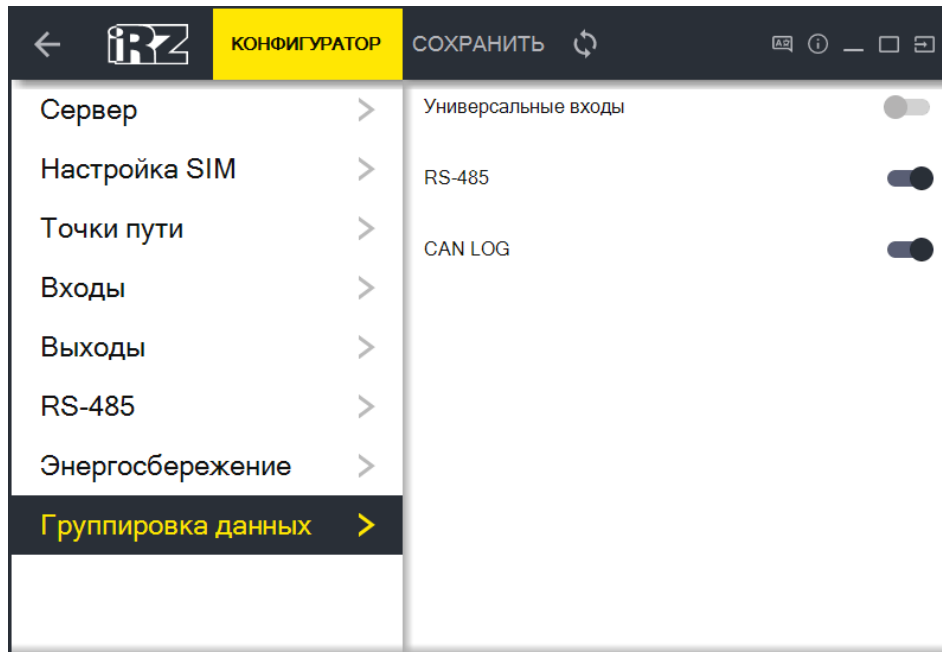 iRZ КОНФИГУРАТОР СОХРАНИТЬ
Сервер
Настройка SIM
Точки пути
Входы
Выходы
RS-485
Энергосбережение
Группировка данных
Универсальные входы
RS-485
CAN LOG